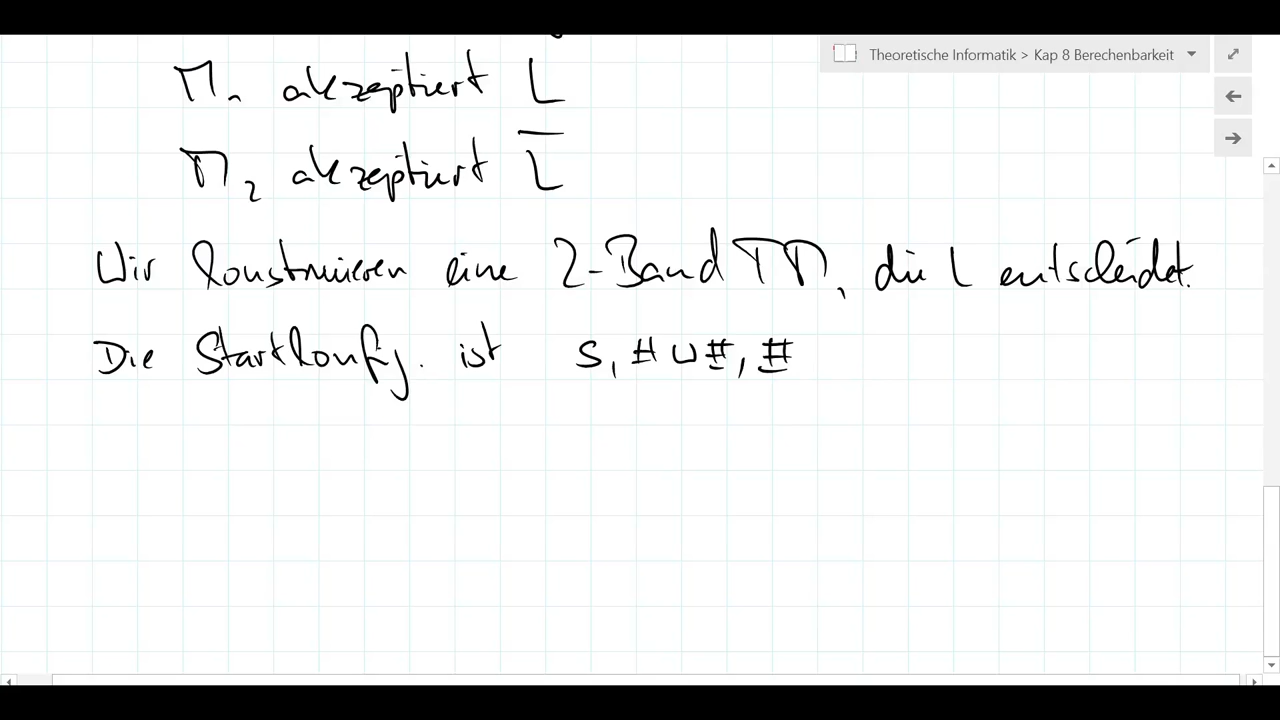 Theoretische Informatik > Kap 8 Berechenbarkeit
M₁ akzeptiert L
M₂ akzeptiert L̅
Wir konstruieren eine 2-Band TM, die L entscheidet.
Die Startkonfig. ist s, #w#̲, #̲